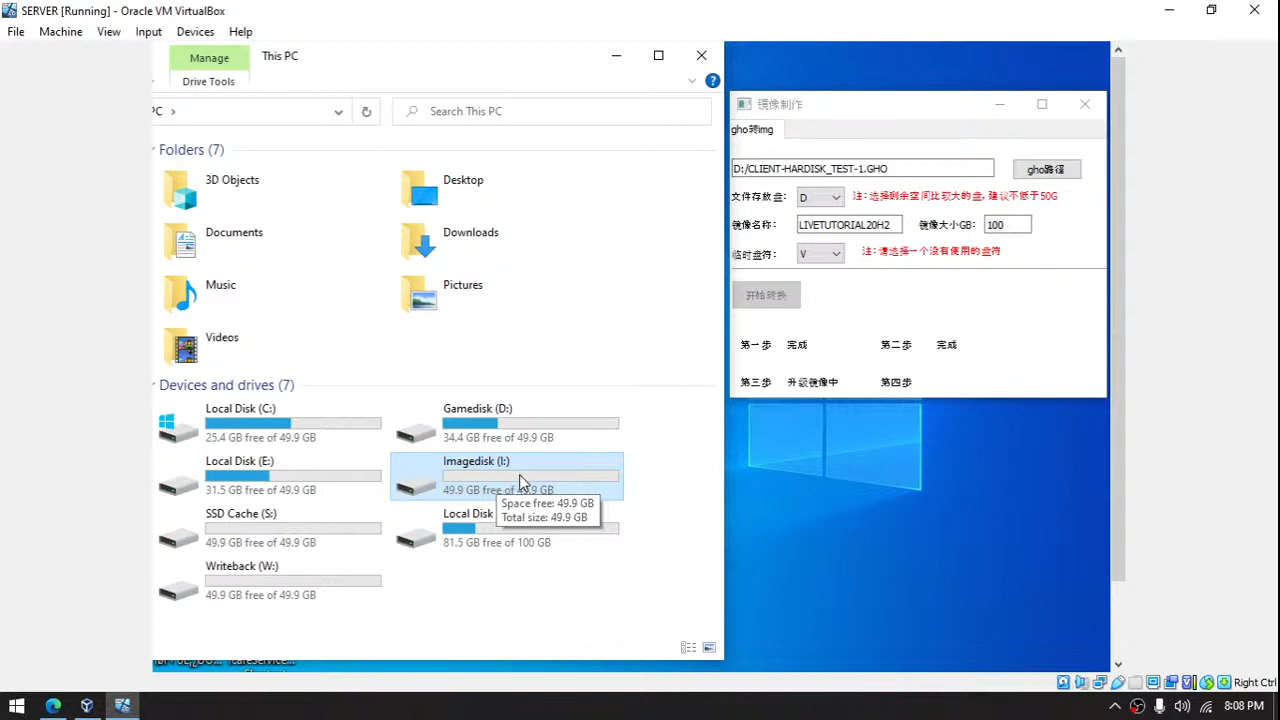 SERVER [Running] - Oracle VM VirtualBox
File Machine View Input Devices Help
Manage This PC
Drive Tools
PC
Search This PC
Folders (7)
3D Objects
Desktop
Documents
Downloads
Music
Pictures
Videos
Devices and drives (7)
Local Disk (C:)
25.4 GB free of 49.9 GB
Gamedisk (D:)
34.4 GB free of 49.9 GB
Local Disk (E:)
31.5 GB free of 49.9 GB
Imagedisk (I:)
49.9 GB free of 49.9 GB
Space free: 49.9 GB
Total size: 49.9 GB
SSD Cache (S:)
49.9 GB free of 49.9 GB
Local Disk
81.5 GB free of 100 GB
Writeback (W:)
49.9 GB free of 49.9 GB
镜像制作
gho转img
D:/CLIENT-HARDISK_TEST-1.GHO
gho路径
文件存放盘: D 注:选择剩余空间比较大的盘,建议不低于50G
镜像名称: LIVETUTORIAL20H2 镜像大小GB: 100
临时盘符: V 注:请选择一个没有使用的盘符
开始转换
第一步 完成 第二步 完成
第三步 升级镜像中 第四步
Right Ctrl
8:08 PM